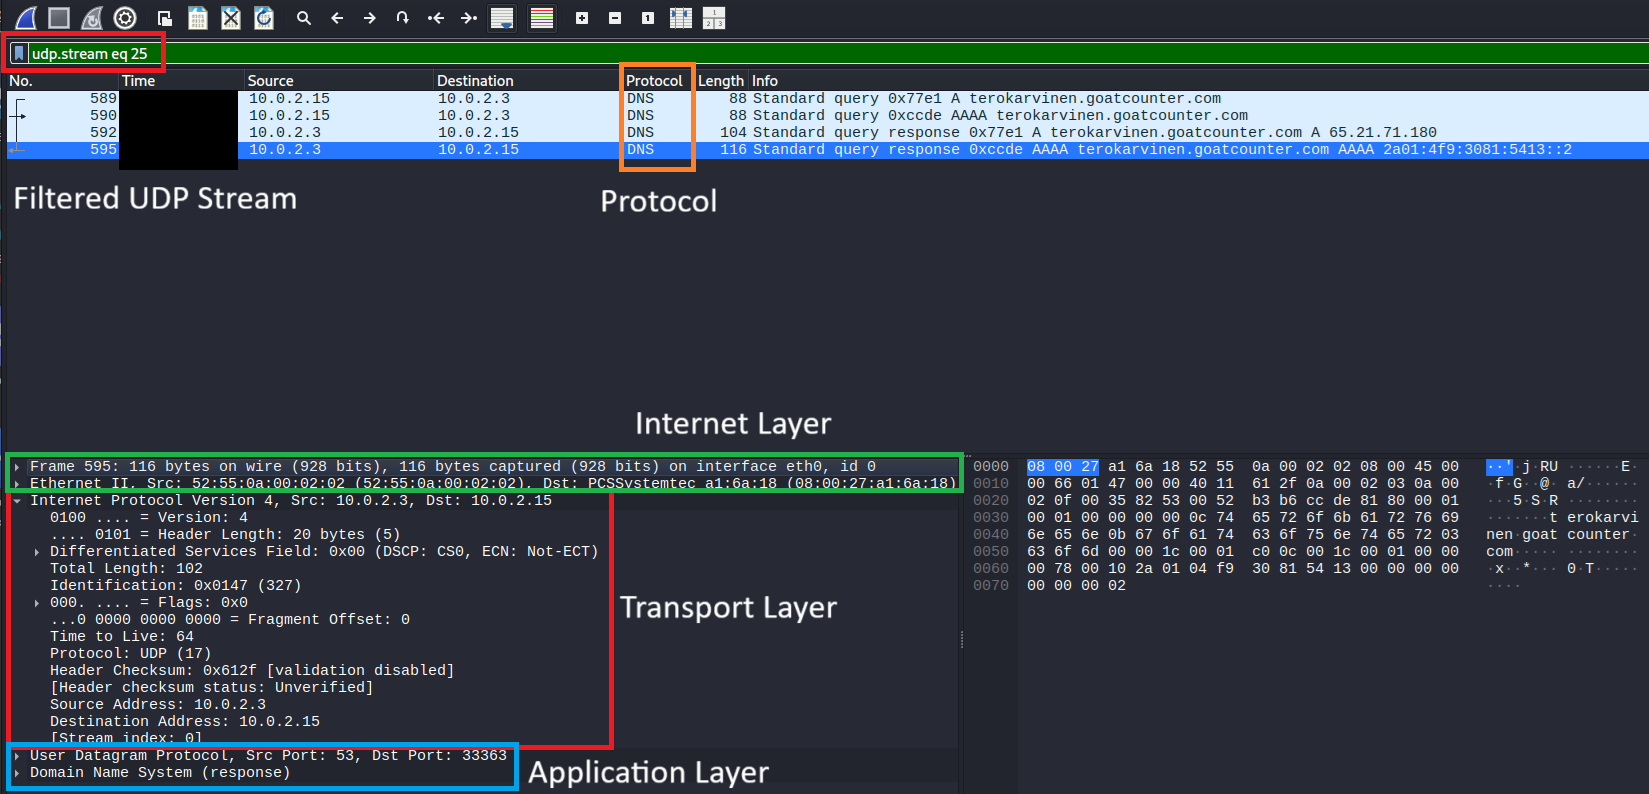 udp.stream eq 25
No. Time Source Destination Protocol Length Info
589 10.0.2.15 10.0.2.3 DNS 88 Standard query 0x77e1 A terokarvinen.goatcounter.com
590 10.0.2.15 10.0.2.3 DNS 88 Standard query 0xccde AAAA terokarvinen.goatcounter.com
592 10.0.2.3 10.0.2.15 DNS 104 Standard query response 0x77e1 A terokarvinen.goatcounter.com A 65.21.71.180
595 10.0.2.3 10.0.2.15 DNS 116 Standard query response 0xccde AAAA terokarvinen.goatcounter.com AAAA 2a01:4f9:3081:5413::2
Filtered UDP Stream
Protocol
Internet Layer
Frame 595: 116 bytes on wire (928 bits), 116 bytes captured (928 bits) on interface eth0, id 0
Ethernet II, Src: 52:55:0a:00:02:02 (52:55:0a:00:02:02), Dst: PCSSystemtec_a1:6a:18 (08:00:27:a1:6a:18)
Internet Protocol Version 4, Src: 10.0.2.3, Dst: 10.0.2.15
0100 .... = Version: 4
.... 0101 = Header Length: 20 bytes (5)
Differentiated Services Field: 0x00 (DSCP: CS0, ECN: Not-ECT)
Total Length: 102
Identification: 0x0147 (327)
000. .... = Flags: 0x0
...0 0000 0000 0000 = Fragment Offset: 0
Time to Live: 64
Protocol: UDP (17)
Header Checksum: 0x612f [validation disabled]
[Header checksum status: Unverified]
Source Address: 10.0.2.3
Destination Address: 10.0.2.15
[Stream index: 0]
Transport Layer
User Datagram Protocol, Src Port: 53, Dst Port: 33363
Domain Name System (response)
Application Layer
0000 08 00 27 a1 6a 18 52 55 0a 00 02 02 08 00 45 00 ··'·j·RU ······E·
0010 00 66 01 47 00 00 40 11 61 2f 0a 00 02 03 0a 00 ·f·G··@· a/······
0020 02 0f 00 35 82 53 00 52 b3 b6 cc de 81 80 00 01 ···5·S·R ········
0030 00 01 00 00 00 00 0c 74 65 72 6f 6b 61 72 76 69 ·······t erokarvi
0040 6e 65 6e 0b 67 6f 61 74 63 6f 75 6e 74 65 72 03 nen·goat counter·
0050 63 6f 6d 00 00 1c 00 01 c0 0c 00 1c 00 01 00 00 com····· ········
0060 00 78 00 10 2a 01 04 f9 30 81 54 13 00 00 00 00 ·x··*··· 0·T·····
0070 00 00 00 02 ····